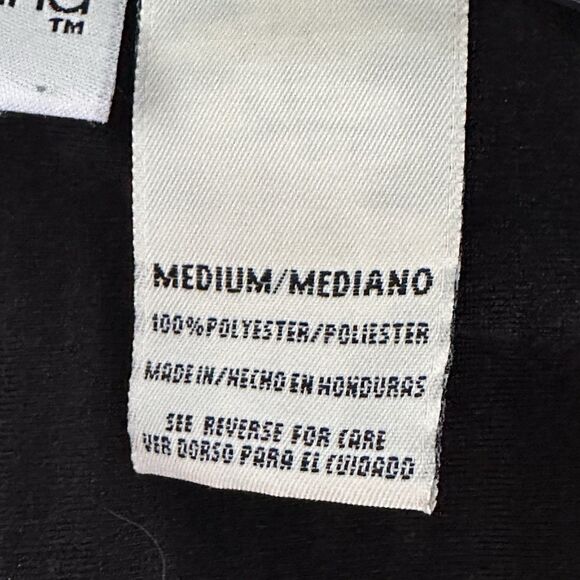 TM
MEDIUM/MEDIANO
100%POLYESTER/POLIESTER
MADE IN/HECHO EN HONDURAS
SEE REVERSE FOR CARE
VER DORSO PARA EL CUIDADO